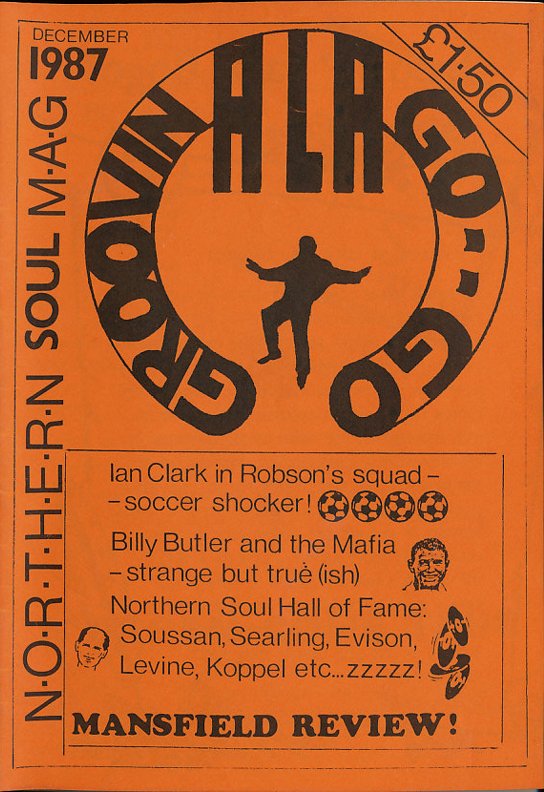 DECEMBER
1987
£1·50
GROOVIN A LA GO--GO
N·O·R·T·H·E·R·N SOUL M·A·G
Ian Clark in Robson's squad –
– soccer shocker!
Billy Butler and the Mafia
– strange but truė (ish)
Northern Soul Hall of Fame:
Soussan, Searling, Evison,
Levine, Koppel etc...zzzzz!
MANSFIELD REVIEW!